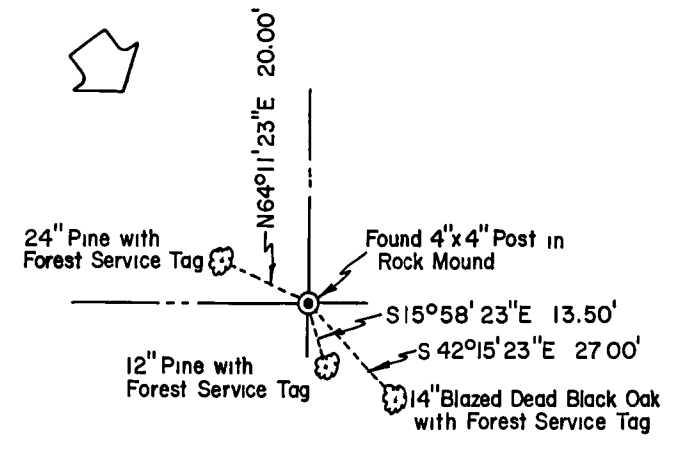 N64°11'23"E 20.00'
24" Pine with
Forest Service Tag
Found 4"x4" Post in
Rock Mound
S15°58'23"E 13.50'
S 42°15'23"E 27 00'
12" Pine with
Forest Service Tag
14" Blazed Dead Black Oak
with Forest Service Tag